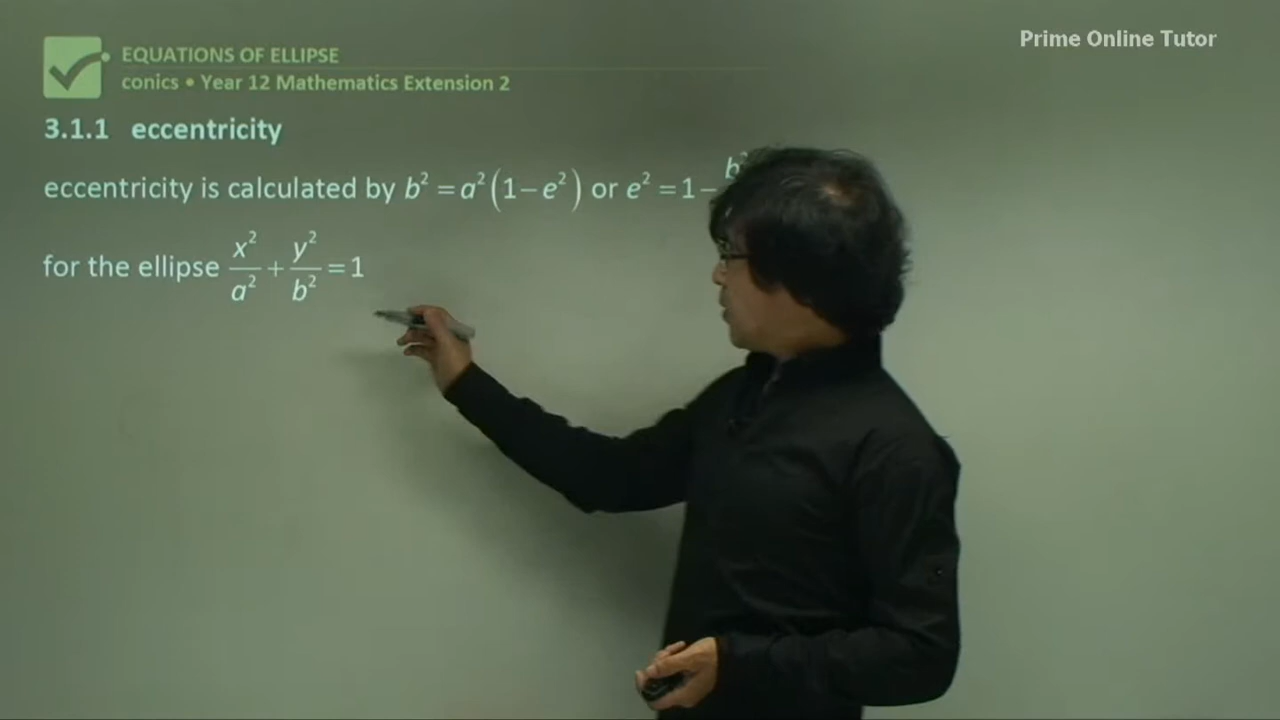 Prime Online Tutor
EQUATIONS OF ELLIPSE
conics • Year 12 Mathematics Extension 2
3.1.1 eccentricity
eccentricity is calculated by b² = a²(1−e²) or e² = 1− b²
for the ellipse x²/a² + y²/b² = 1